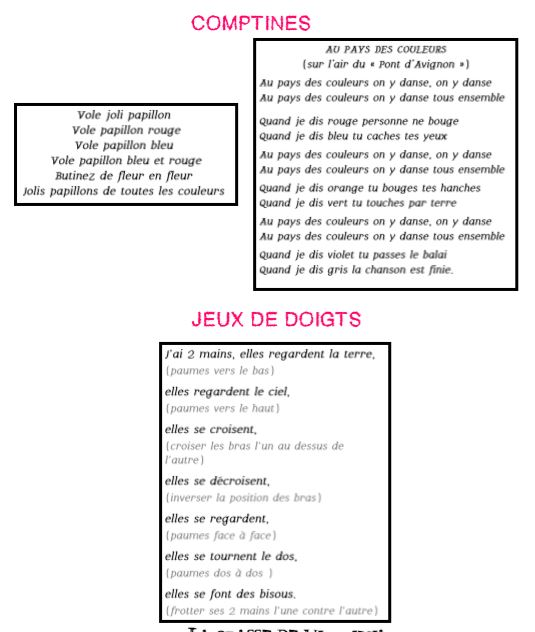 COMPTINES
Vole joli papillon
Vole papillon rouge
Vole papillon bleu
Vole papillon bleu et rouge
Butinez de fleur en fleur
Jolis papillons de toutes les couleurs
AU PAYS DES COULEURS
(sur l'air du « Pont d'Avignon »)
Au pays des couleurs on y danse, on y danse
Au pays des couleurs on y danse tous ensemble
Quand je dis rouge personne ne bouge
Quand je dis bleu tu caches tes yeux
Au pays des couleurs on y danse, on y danse
Au pays des couleurs on y danse tous ensemble
Quand je dis orange tu bouges tes hanches
Quand je dis vert tu touches par terre
Au pays des couleurs on y danse, on y danse
Au pays des couleurs on y danse tous ensemble
Quand je dis violet tu passes le balai
Quand je dis gris la chanson est finie.
JEUX DE DOIGTS
J'ai 2 mains, elles regardent la terre,
(paumes vers le bas)
elles regardent le ciel,
(paumes vers le haut)
elles se croisent,
(croiser les bras l'un au dessus de
l'autre)
elles se décroisent,
(inverser la position des bras)
elles se regardent,
(paumes face à face)
elles se tournent le dos,
(paumes dos à dos )
elles se font des bisous.
(frotter ses 2 mains l'une contre l'autre)